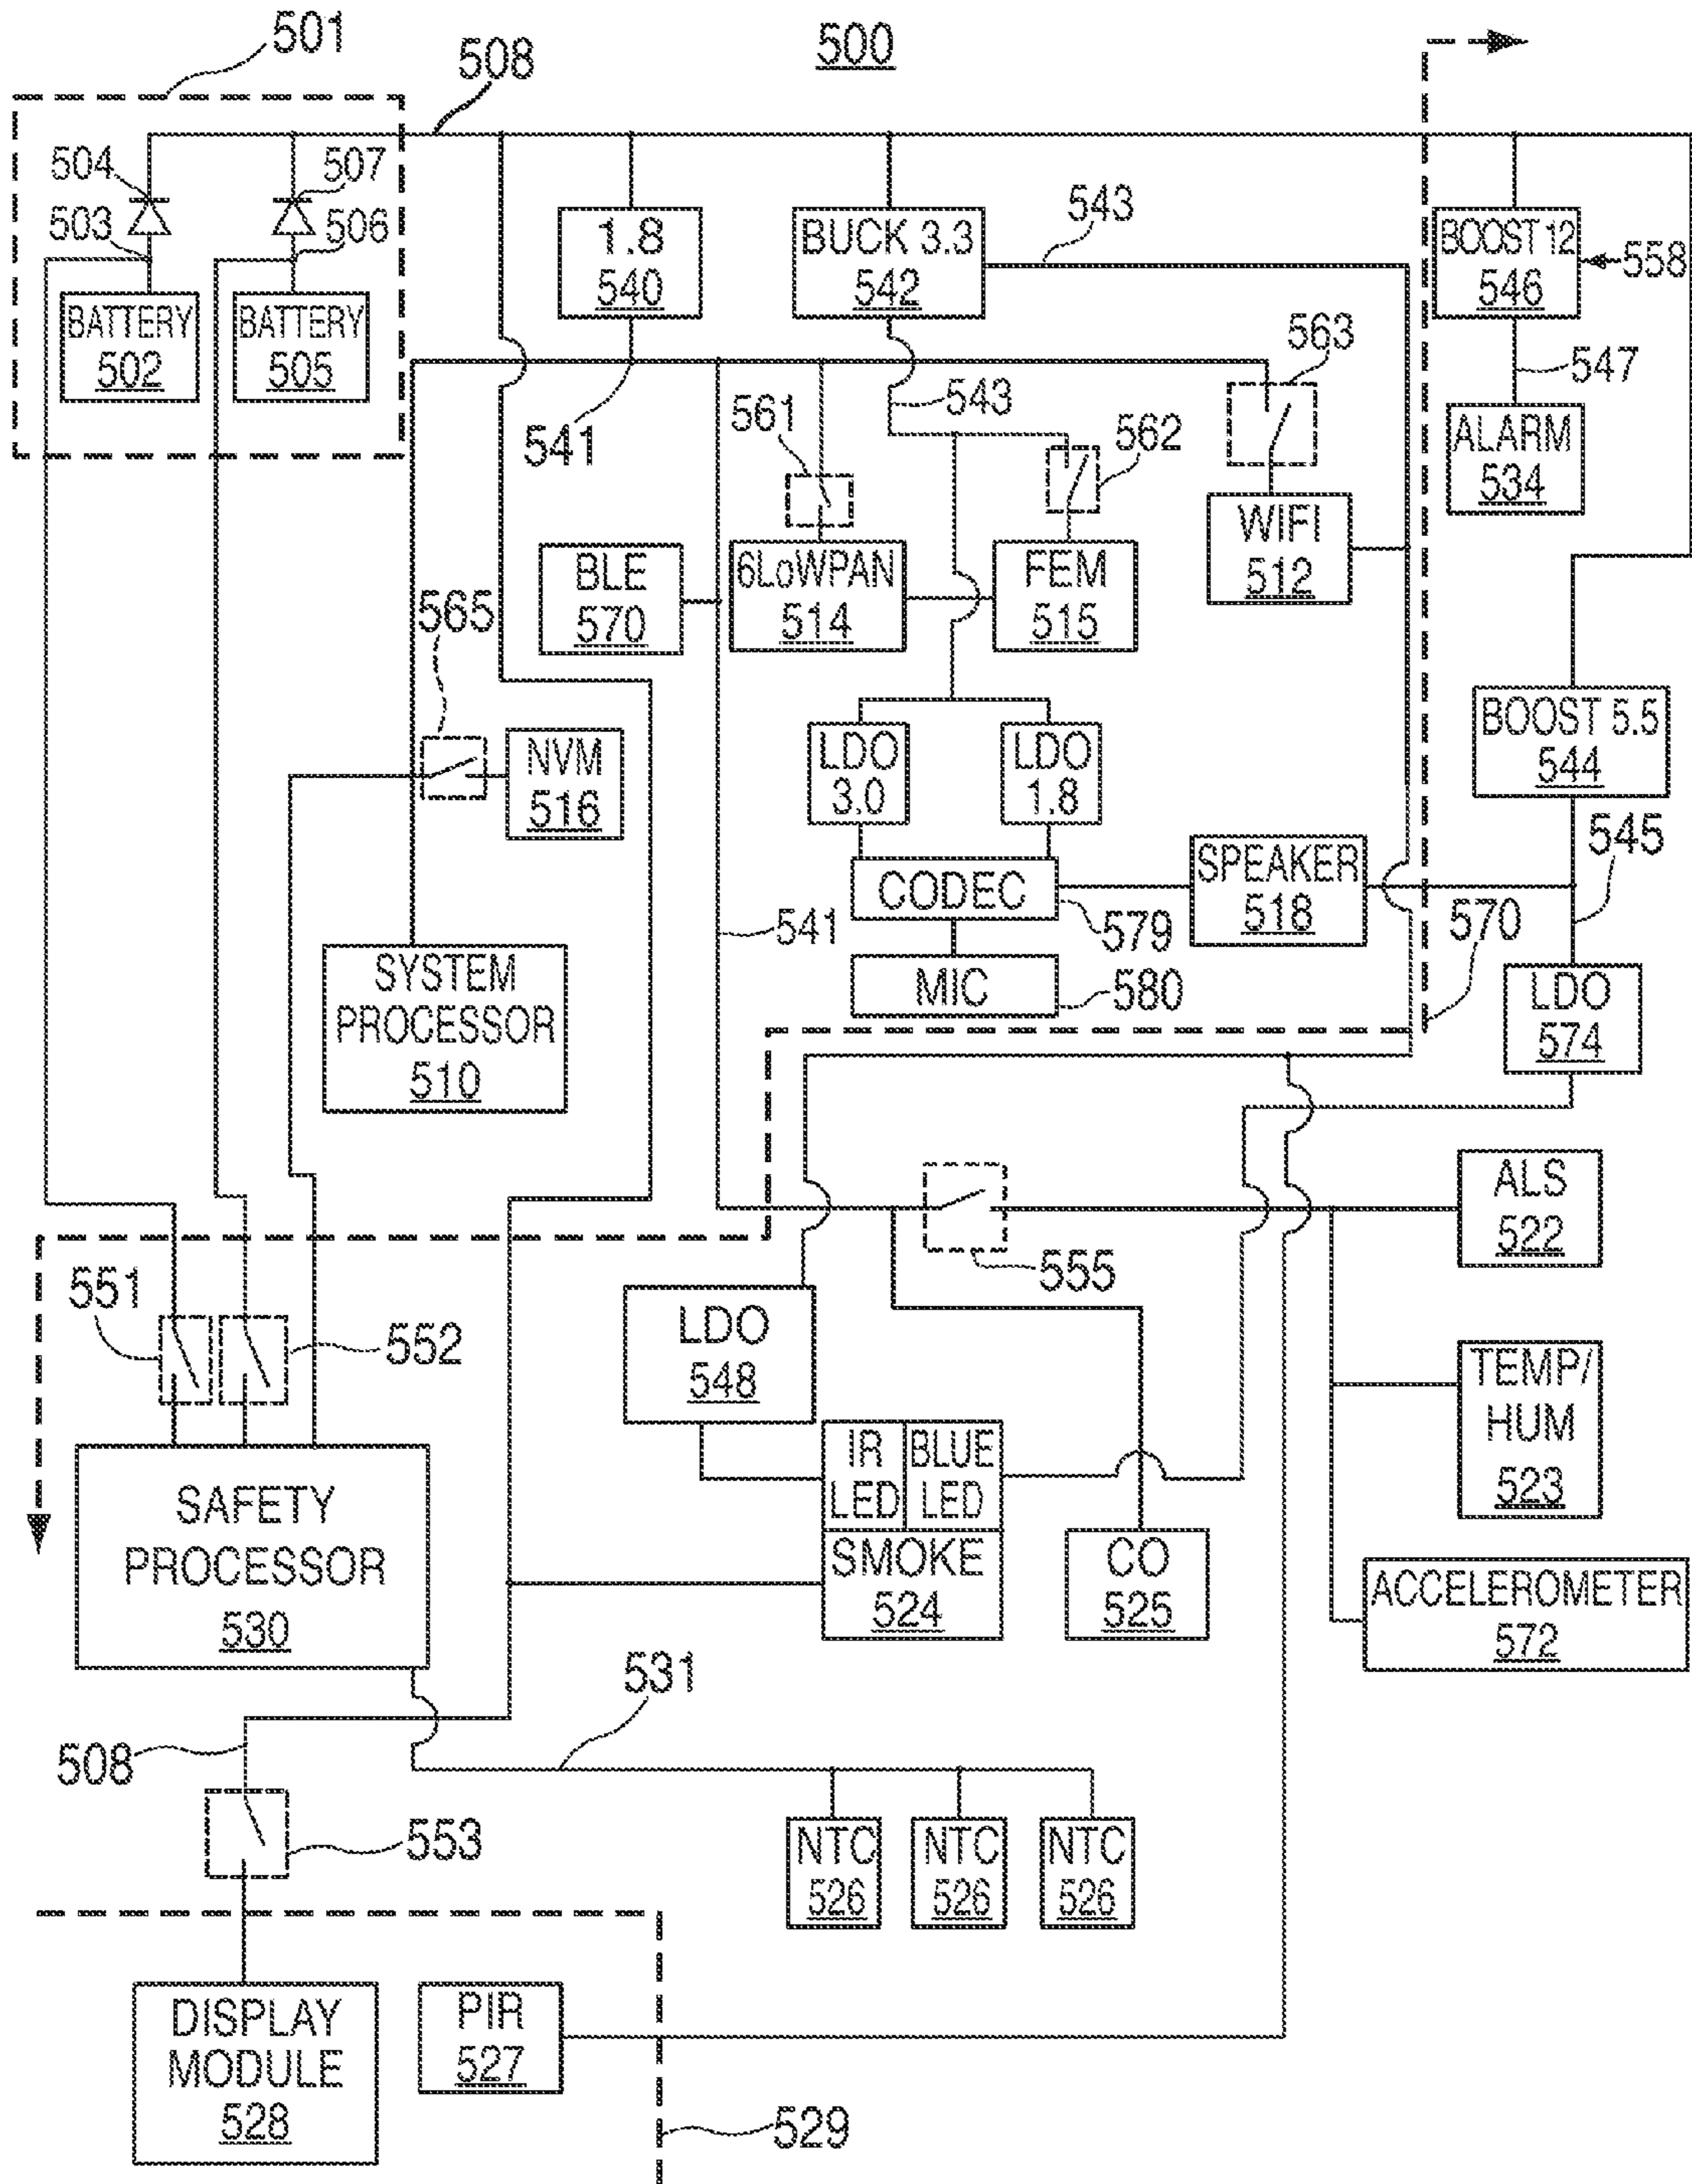 500
501
508
504
507
503
506
BATTERY
502
BATTERY
505
1.8
540
BUCK 3.3
542
543
BOOST 12
546
558
547
ALARM
534
541
543
561
562
563
BLE
570
6LoWPAN
514
FEM
515
WIFI
512
565
NVM
516
LDO
3.0
LDO
1.8
BOOST 5.5
544
545
CODEC
579
SPEAKER
518
541
MIC
580
570
LDO
574
SYSTEM
PROCESSOR
510
555
ALS
522
551
552
LDO
548
TEMP/
HUM
523
IR
LED
BLUE
LED
SMOKE
524
CO
525
ACCELEROMETER
572
SAFETY
PROCESSOR
530
531
508
553
NTC
526
NTC
526
NTC
526
DISPLAY
MODULE
528
PIR
527
529